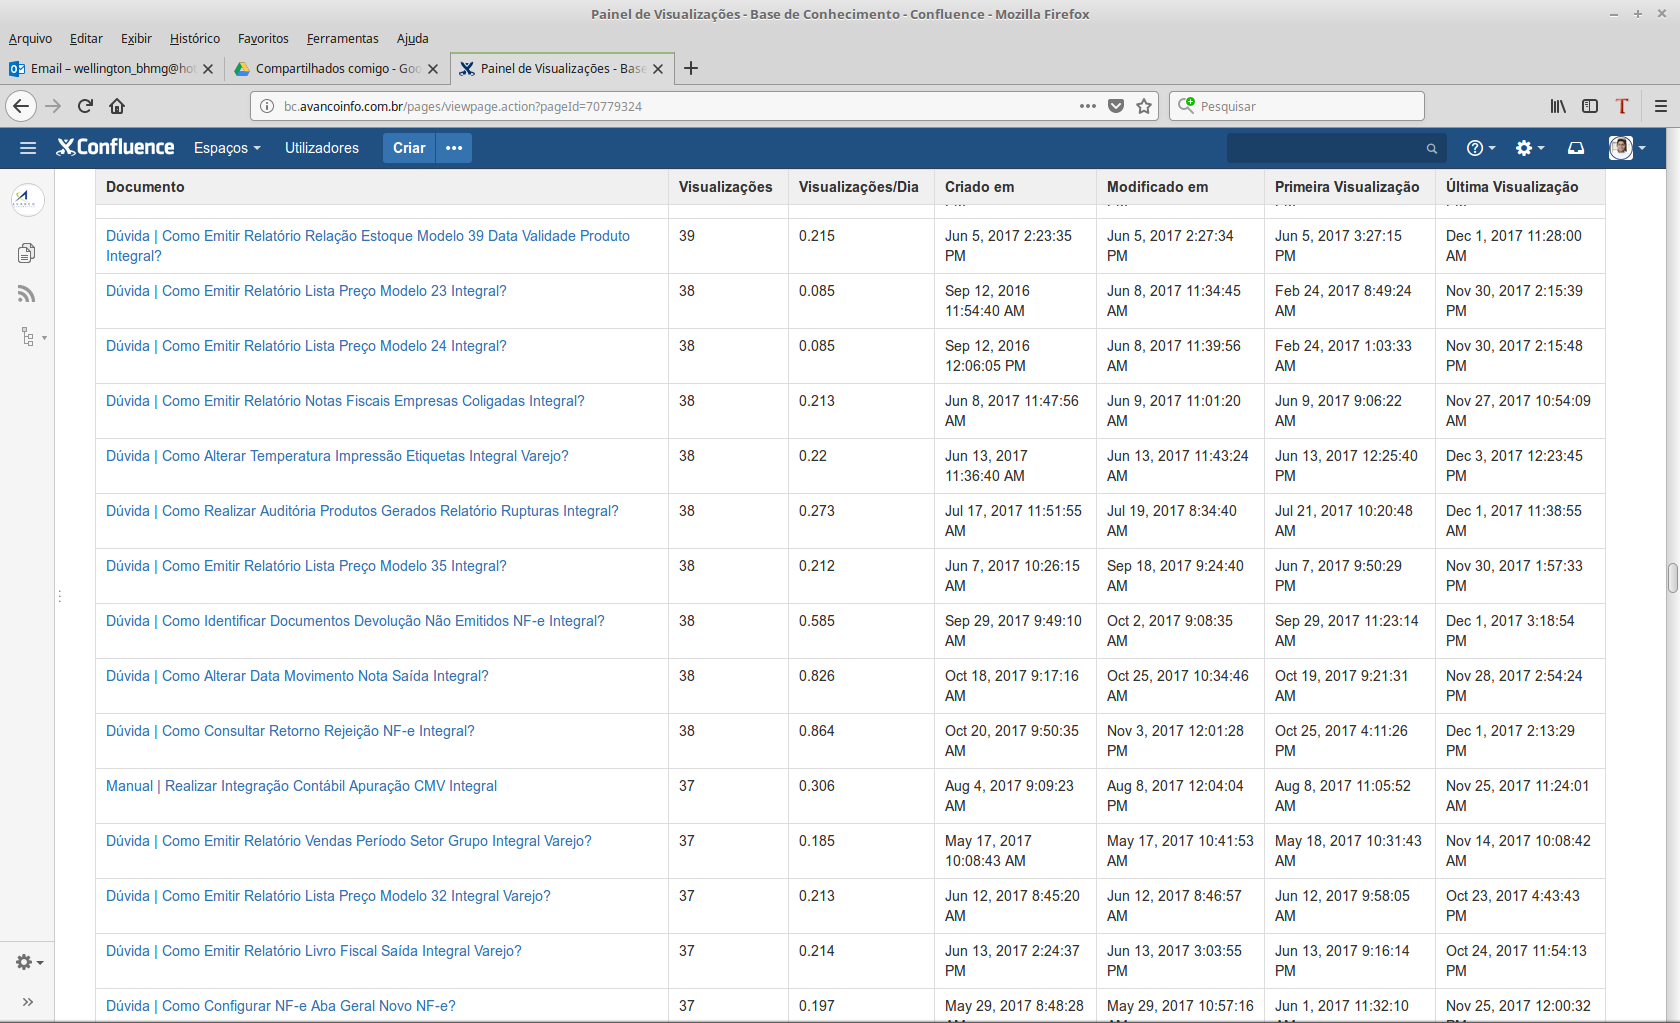 Painel de Visualizações - Base de Conhecimento - Confluence - Mozilla Firefox
Arquivo Editar Exibir Histórico Favoritos Ferramentas Ajuda
Email – wellington_bhmg@ho Compartilhados comigo - Goo Painel de Visualizações - Base
bc.avancoinfo.com.br/pages/viewpage.action?pageId=70779324 Pesquisar
Confluence Espaços Utilizadores Criar
Documento Visualizações Visualizações/Dia Criado em Modificado em Primeira Visualização Última Visualização
Dúvida | Como Emitir Relatório Relação Estoque Modelo 39 Data Validade Produto 39 0.215 Jun 5, 2017 2:23:35 Jun 5, 2017 2:27:34 Jun 5, 2017 3:27:15 Dec 1, 2017 11:28:00
Integral? PM PM PM AM
Dúvida | Como Emitir Relatório Lista Preço Modelo 23 Integral? 38 0.085 Sep 12, 2016 Jun 8, 2017 11:34:45 Feb 24, 2017 8:49:24 Nov 30, 2017 2:15:39
11:54:40 AM AM AM PM
Dúvida | Como Emitir Relatório Lista Preço Modelo 24 Integral? 38 0.085 Sep 12, 2016 Jun 8, 2017 11:39:56 Feb 24, 2017 1:03:33 Nov 30, 2017 2:15:48
12:06:05 PM AM AM PM
Dúvida | Como Emitir Relatório Notas Fiscais Empresas Coligadas Integral? 38 0.213 Jun 8, 2017 11:47:56 Jun 9, 2017 11:01:20 Jun 9, 2017 9:06:22 Nov 27, 2017 10:54:09
AM AM AM AM
Dúvida | Como Alterar Temperatura Impressão Etiquetas Integral Varejo? 38 0.22 Jun 13, 2017 Jun 13, 2017 11:43:24 Jun 13, 2017 12:25:40 Dec 3, 2017 12:23:45
11:36:40 AM AM PM PM
Dúvida | Como Realizar Auditória Produtos Gerados Relatório Rupturas Integral? 38 0.273 Jul 17, 2017 11:51:55 Jul 19, 2017 8:34:40 Jul 21, 2017 10:20:48 Dec 1, 2017 11:38:55
AM AM AM AM
Dúvida | Como Emitir Relatório Lista Preço Modelo 35 Integral? 38 0.212 Jun 7, 2017 10:26:15 Sep 18, 2017 9:24:40 Jun 7, 2017 9:50:29 Nov 30, 2017 1:57:33
AM AM PM PM
Dúvida | Como Identificar Documentos Devolução Não Emitidos NF-e Integral? 38 0.585 Sep 29, 2017 9:49:10 Oct 2, 2017 9:08:35 Sep 29, 2017 11:23:14 Dec 1, 2017 3:18:54
AM AM AM PM
Dúvida | Como Alterar Data Movimento Nota Saída Integral? 38 0.826 Oct 18, 2017 9:17:16 Oct 25, 2017 10:34:46 Oct 19, 2017 9:21:31 Nov 28, 2017 2:54:24
AM AM AM PM
Dúvida | Como Consultar Retorno Rejeição NF-e Integral? 38 0.864 Oct 20, 2017 9:50:35 Nov 3, 2017 12:01:28 Oct 25, 2017 4:11:26 Dec 1, 2017 2:13:29
AM PM PM PM
Manual | Realizar Integração Contábil Apuração CMV Integral 37 0.306 Aug 4, 2017 9:09:23 Aug 8, 2017 12:04:04 Aug 8, 2017 11:05:52 Nov 25, 2017 11:24:01
AM PM AM AM
Dúvida | Como Emitir Relatório Vendas Período Setor Grupo Integral Varejo? 37 0.185 May 17, 2017 May 17, 2017 10:41:53 May 18, 2017 10:31:43 Nov 14, 2017 10:08:42
10:08:43 AM AM AM AM
Dúvida | Como Emitir Relatório Lista Preço Modelo 32 Integral Varejo? 37 0.213 Jun 12, 2017 8:45:20 Jun 12, 2017 8:46:57 Jun 12, 2017 9:58:05 Oct 23, 2017 4:43:43
AM AM AM PM
Dúvida | Como Emitir Relatório Livro Fiscal Saída Integral Varejo? 37 0.214 Jun 13, 2017 2:24:37 Jun 13, 2017 3:03:55 Jun 13, 2017 9:16:14 Oct 24, 2017 11:54:13
PM PM PM PM
Dúvida | Como Configurar NF-e Aba Geral Novo NF-e? 37 0.197 May 29, 2017 8:48:28 May 29, 2017 10:57:16 Jun 1, 2017 11:32:10 Nov 25, 2017 12:00:32